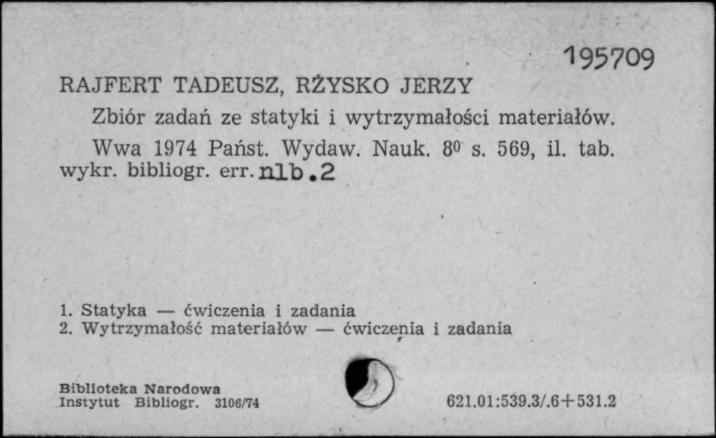 195709
RAJFERT TADEUSZ, RŻYSKO JERZY
Zbiór zadań ze statyki i wytrzymałości materiałów.
Wwa 1974 Państ. Wydaw. Nauk. 8⁰ s. 569, il. tab.
wykr. bibliogr. err. nlb.2
1. Statyka — ćwiczenia i zadania
2. Wytrzymałość materiałów — ćwiczenia i zadania
Biblioteka Narodowa
Instytut Bibliogr. 3106/74
621.01:539.3/.6+531.2